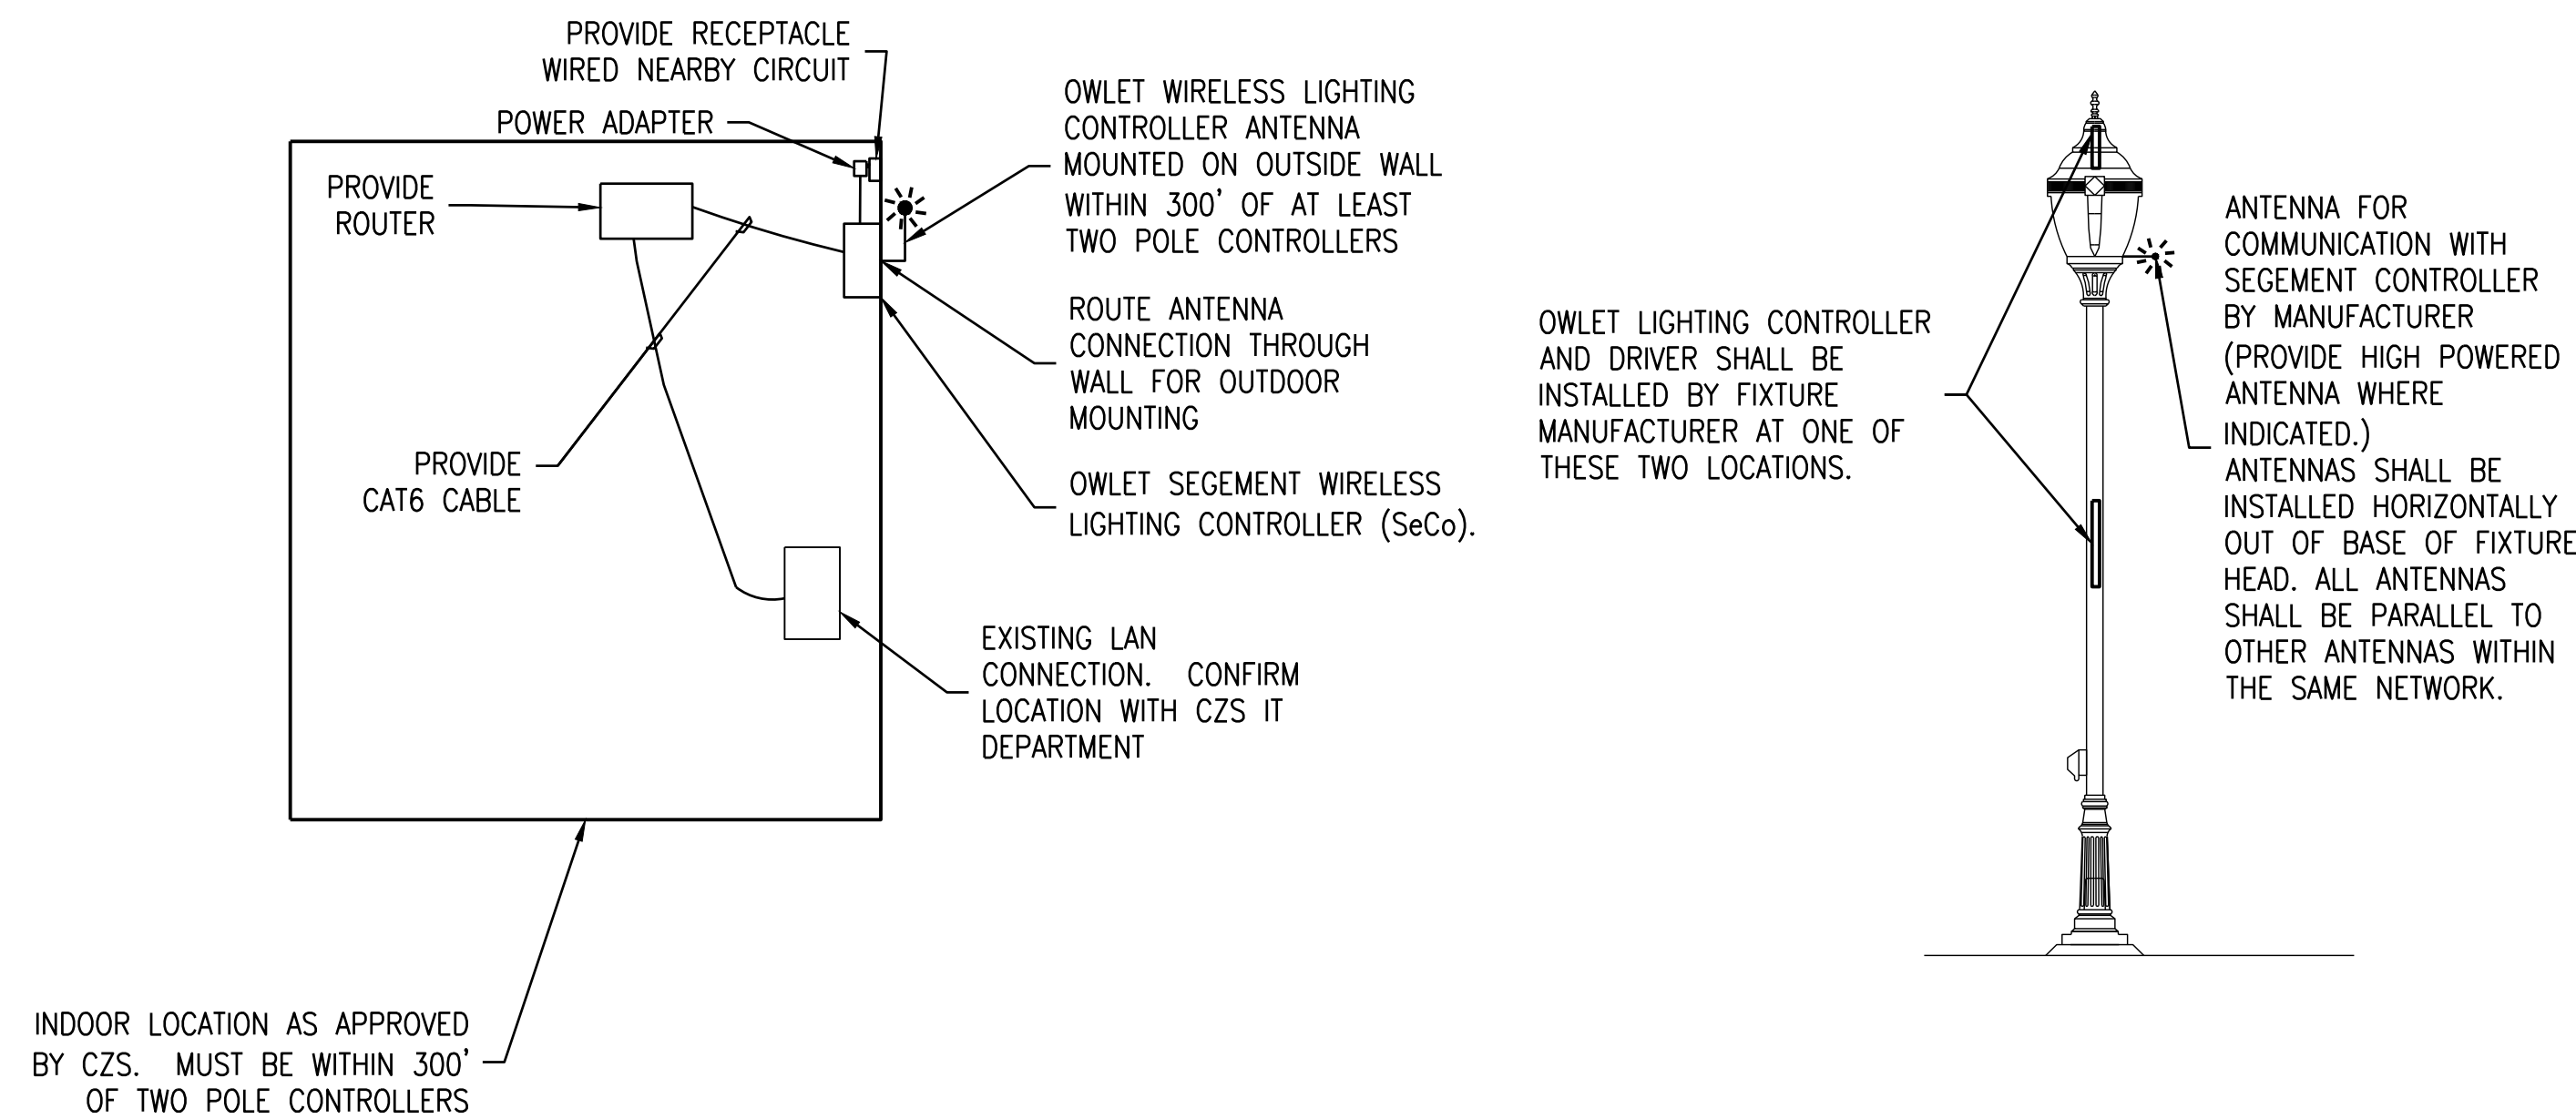 PROVIDE RECEPTACLE
WIRED NEARBY CIRCUIT
POWER ADAPTER
PROVIDE
ROUTER
PROVIDE
CAT6 CABLE
OWLET WIRELESS LIGHTING
CONTROLLER ANTENNA
MOUNTED ON OUTSIDE WALL
WITHIN 300' OF AT LEAST
TWO POLE CONTROLLERS
ROUTE ANTENNA
CONNECTION THROUGH
WALL FOR OUTDOOR
MOUNTING
OWLET SEGEMENT WIRELESS
LIGHTING CONTROLLER (SeCo).
EXISTING LAN
CONNECTION. CONFIRM
LOCATION WITH CZS IT
DEPARTMENT
INDOOR LOCATION AS APPROVED
BY CZS. MUST BE WITHIN 300'
OF TWO POLE CONTROLLERS
OWLET LIGHTING CONTROLLER
AND DRIVER SHALL BE
INSTALLED BY FIXTURE
MANUFACTURER AT ONE OF
THESE TWO LOCATIONS.
ANTENNA FOR
COMMUNICATION WITH
SEGEMENT CONTROLLER
BY MANUFACTURER
(PROVIDE HIGH POWERED
ANTENNA WHERE
INDICATED.)
ANTENNAS SHALL BE
INSTALLED HORIZONTALLY
OUT OF BASE OF FIXTURE
HEAD. ALL ANTENNAS
SHALL BE PARALLEL TO
OTHER ANTENNAS WITHIN
THE SAME NETWORK.